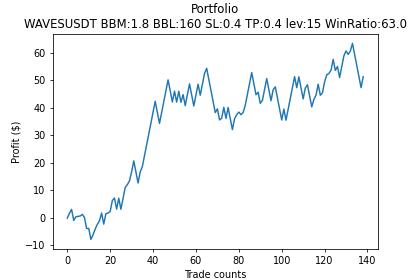 Portfolio
WAVESUSDT BBM:1.8 BBL:160 SL:0.4 TP:0.4 lev:15 WinRatio:63.0
Profit ($)
60
50
40
30
20
10
0
−10
0 20 40 60 80 100 120 140
Trade counts